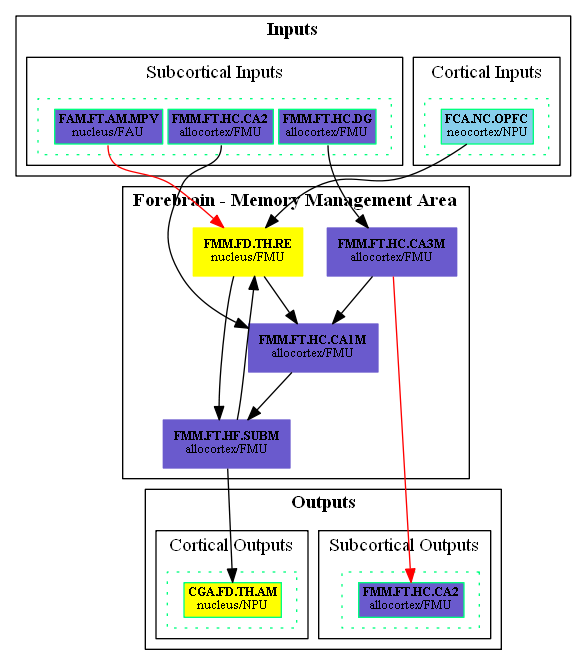 Inputs
Subcortical Inputs
Cortical Inputs
FAM.FT.AM.MPV
nucleus/FAU
FMM.FT.HC.CA2
allocortex/FMU
FMM.FT.HC.DG
allocortex/FMU
FCA.NC.OPFC
neocortex/NPU
Forebrain - Memory Management Area
FMM.FD.TH.RE
nucleus/FMU
FMM.FT.HC.CA3M
allocortex/FMU
FMM.FT.HC.CA1M
allocortex/FMU
FMM.FT.HF.SUBM
allocortex/FMU
Outputs
Cortical Outputs
Subcortical Outputs
CGA.FD.TH.AM
nucleus/NPU
FMM.FT.HC.CA2
allocortex/FMU